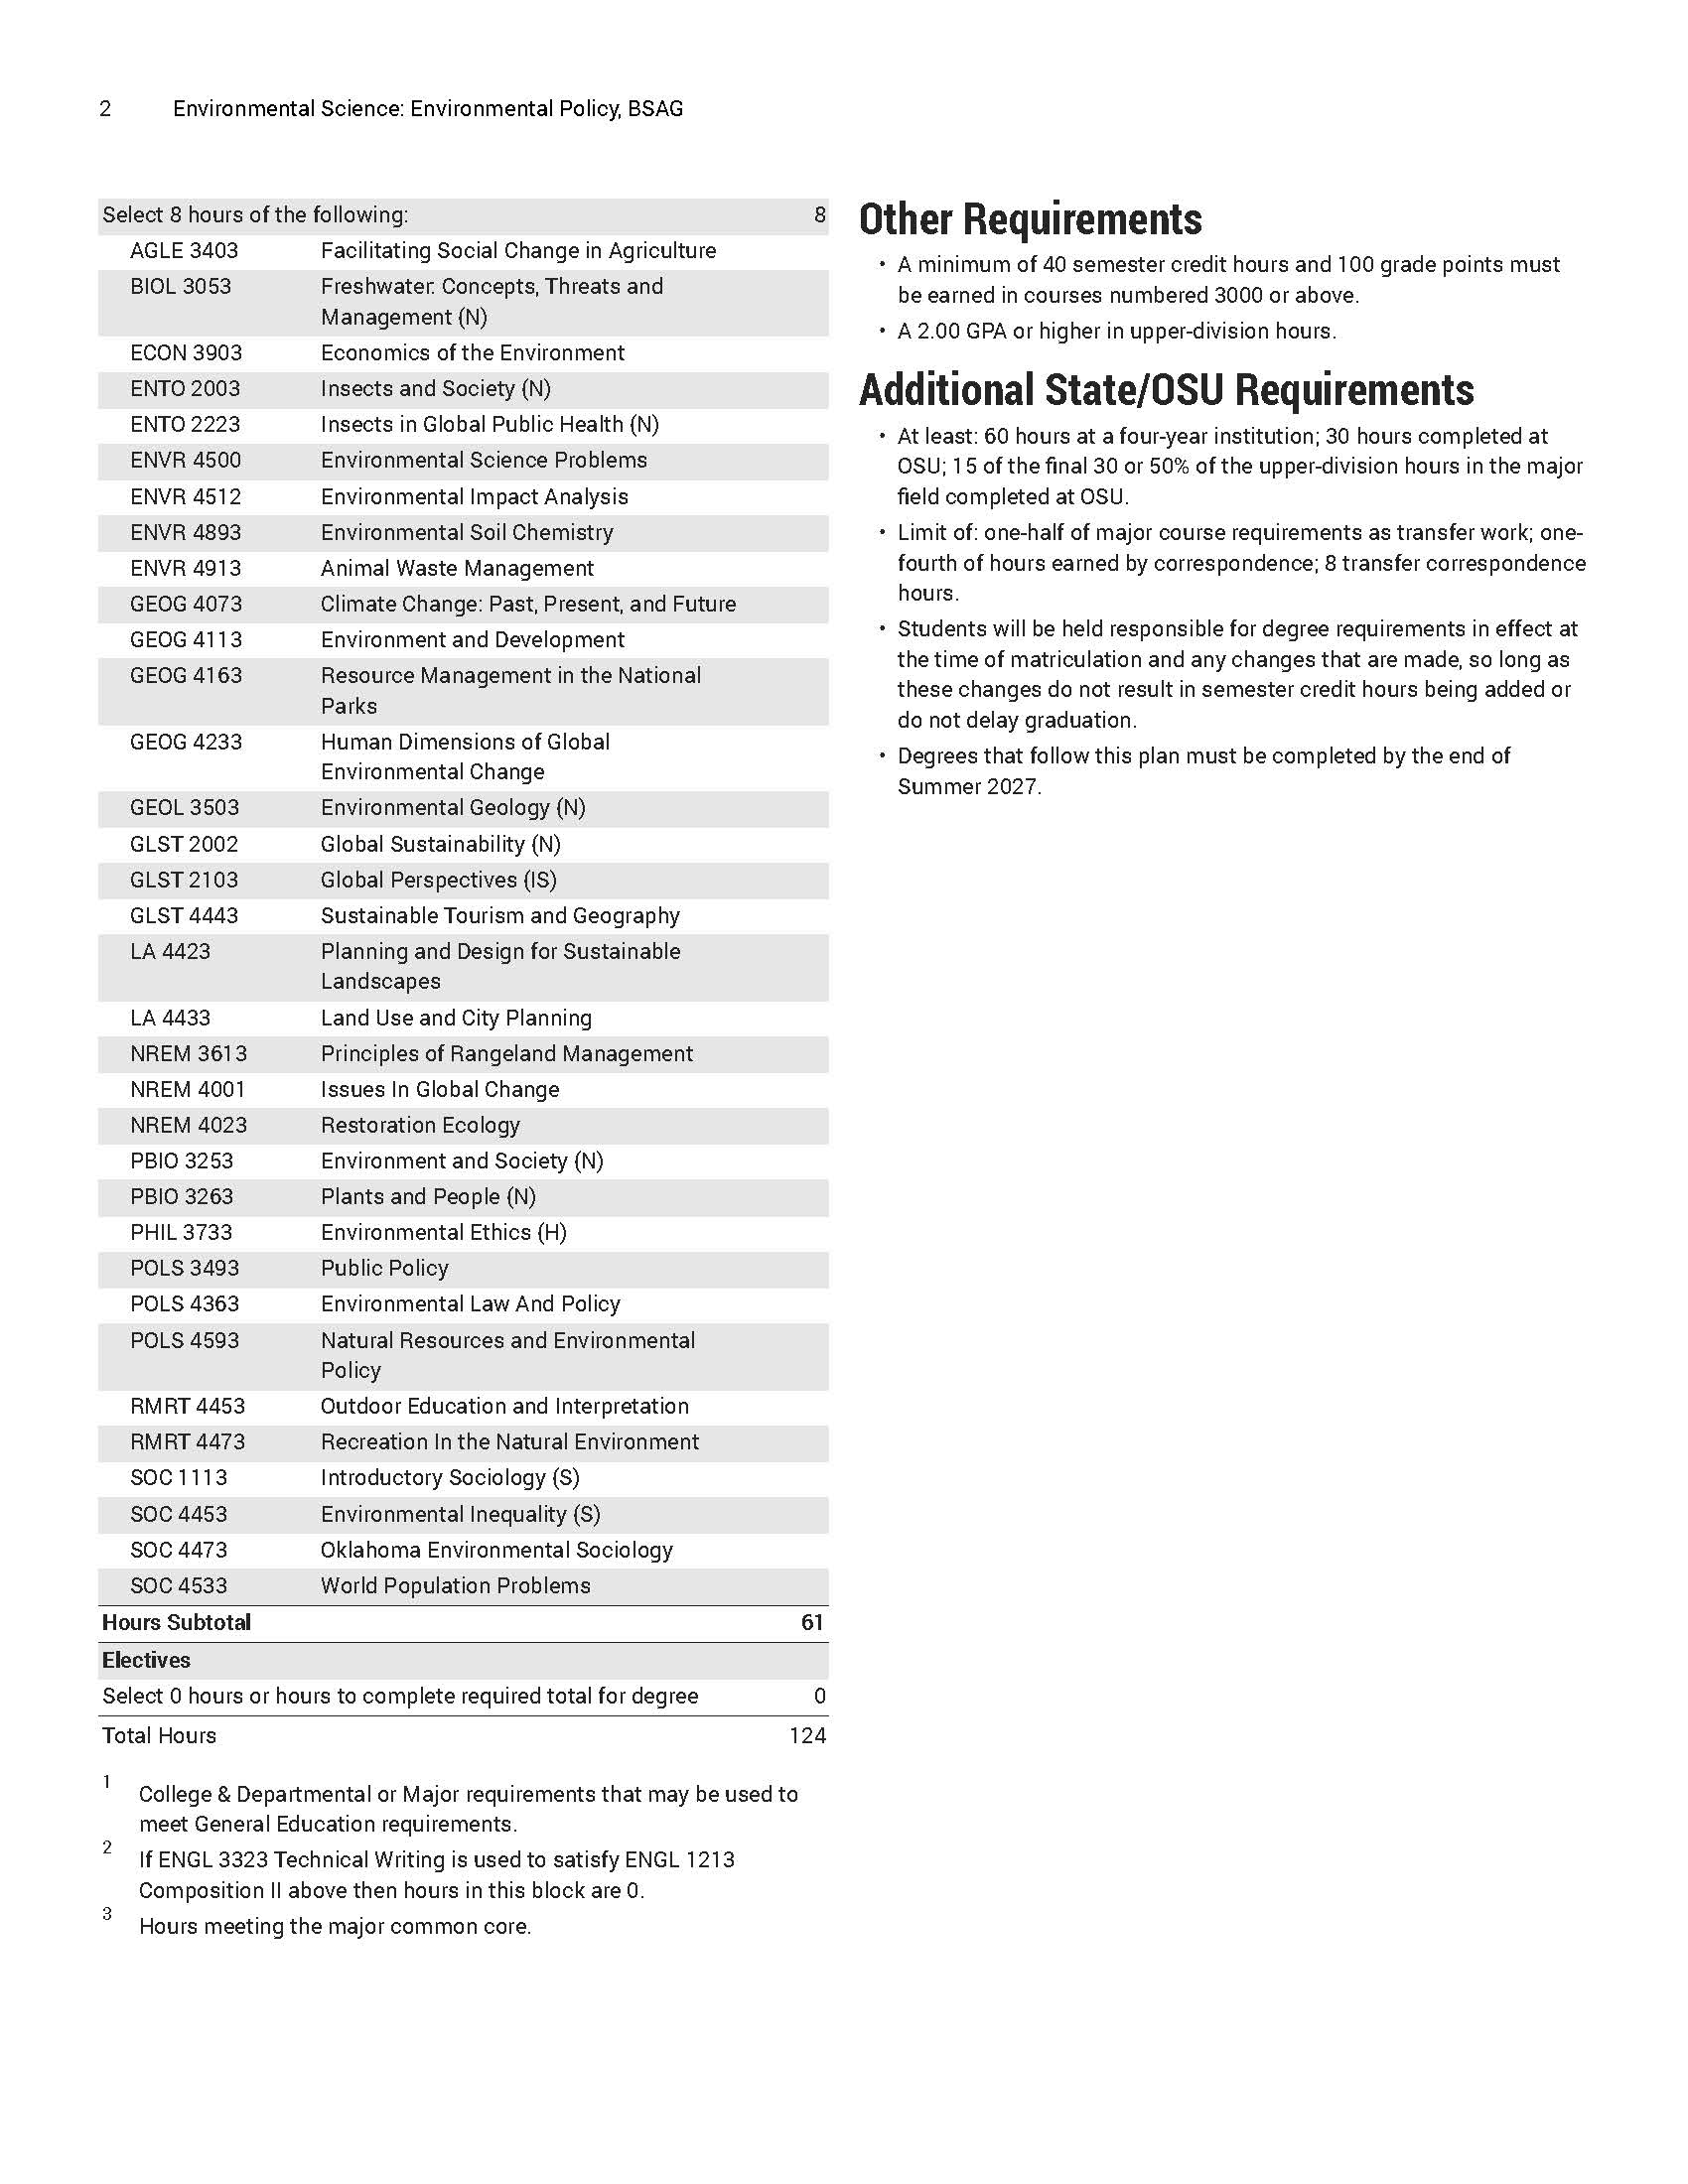 2 Environmental Science: Environmental Policy, BSAG
Select 8 hours of the following: 8
AGLE 3403 Facilitating Social Change in Agriculture
BIOL 3053 Freshwater: Concepts, Threats and
Management (N)
ECON 3903 Economics of the Environment
ENTO 2003 Insects and Society (N)
ENTO 2223 Insects in Global Public Health (N)
ENVR 4500 Environmental Science Problems
ENVR 4512 Environmental Impact Analysis
ENVR 4893 Environmental Soil Chemistry
ENVR 4913 Animal Waste Management
GEOG 4073 Climate Change: Past, Present, and Future
GEOG 4113 Environment and Development
GEOG 4163 Resource Management in the National
Parks
GEOG 4233 Human Dimensions of Global
Environmental Change
GEOL 3503 Environmental Geology (N)
GLST 2002 Global Sustainability (N)
GLST 2103 Global Perspectives (IS)
GLST 4443 Sustainable Tourism and Geography
LA 4423 Planning and Design for Sustainable
Landscapes
LA 4433 Land Use and City Planning
NREM 3613 Principles of Rangeland Management
NREM 4001 Issues In Global Change
NREM 4023 Restoration Ecology
PBIO 3253 Environment and Society (N)
PBIO 3263 Plants and People (N)
PHIL 3733 Environmental Ethics (H)
POLS 3493 Public Policy
POLS 4363 Environmental Law And Policy
POLS 4593 Natural Resources and Environmental
Policy
RMRT 4453 Outdoor Education and Interpretation
RMRT 4473 Recreation In the Natural Environment
SOC 1113 Introductory Sociology (S)
SOC 4453 Environmental Inequality (S)
SOC 4473 Oklahoma Environmental Sociology
SOC 4533 World Population Problems
Hours Subtotal 61
Electives
Select 0 hours or hours to complete required total for degree 0
Total Hours 124
1 College & Departmental or Major requirements that may be used to
meet General Education requirements.
2 If ENGL 3323 Technical Writing is used to satisfy ENGL 1213
Composition II above then hours in this block are 0.
3 Hours meeting the major common core.
Other Requirements
• A minimum of 40 semester credit hours and 100 grade points must
be earned in courses numbered 3000 or above.
• A 2.00 GPA or higher in upper-division hours.
Additional State/OSU Requirements
• At least: 60 hours at a four-year institution; 30 hours completed at
OSU; 15 of the final 30 or 50% of the upper-division hours in the major
field completed at OSU.
• Limit of: one-half of major course requirements as transfer work; one-
fourth of hours earned by correspondence; 8 transfer correspondence
hours.
• Students will be held responsible for degree requirements in effect at
the time of matriculation and any changes that are made, so long as
these changes do not result in semester credit hours being added or
do not delay graduation.
• Degrees that follow this plan must be completed by the end of
Summer 2027.